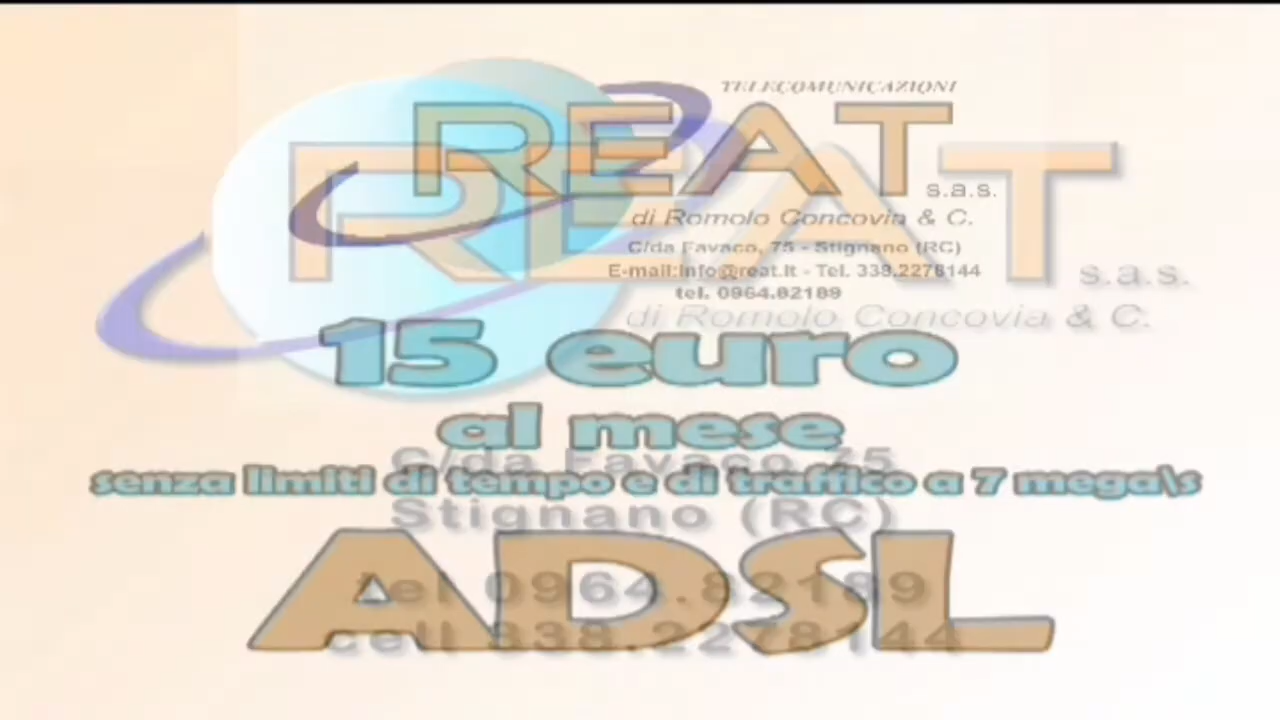 TELECOMUNICAZIONI
REAT
s.a.s.
di Romolo Concovia & C.
C/da Favaco, 75 - Stignano (RC)
E-mail:info@reat.it - Tel. 338.2278144
tel. 0964.82189
REAT
s.a.s.
di Romolo Concovia & C.
15 euro
al mese
C/da Favaco 75
senza limiti di tempo e di traffico a 7 mega\s
Stignano (RC)
ADSL
tel 0964.82189
cell 338.2278144